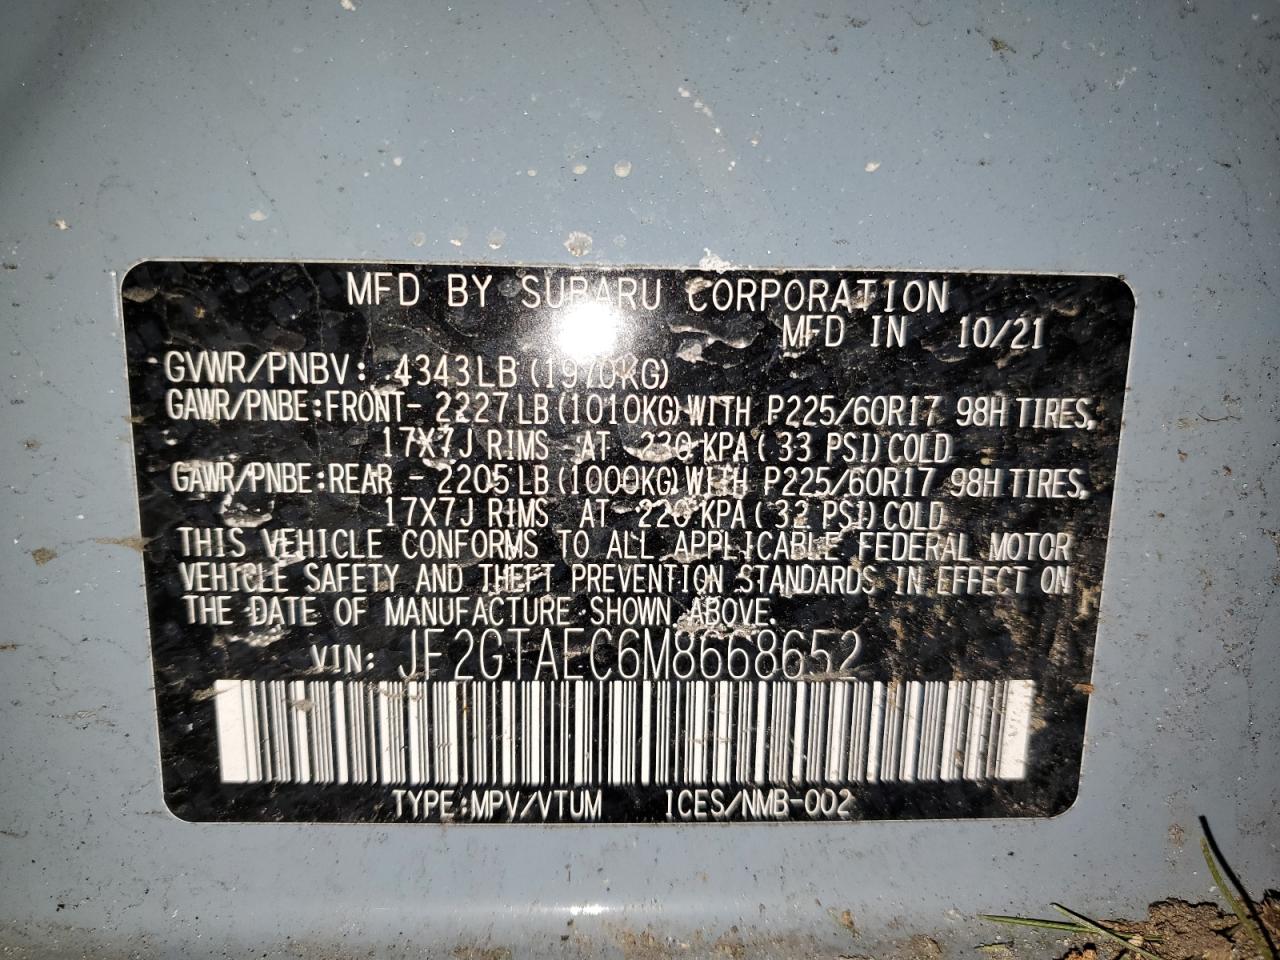 MFD BY SUBARU CORPORATION
MFD IN 10/21
GVWR/PNBV: 4343LB (1970KG)
GAWR/PNBE:FRONT- 2227LB(1010KG)WITH P225/60R17 98H TIRES,
17X7J RIMS AT 230 KPA( 33 PSI)COLD
GAWR/PNBE:REAR - 2205LB(1000KG)WITH P225/60R17 98H TIRES,
17X7J RIMS AT 220 KPA( 32 PSI)COLD
THIS VEHICLE CONFORMS TO ALL APPLICABLE FEDERAL MOTOR
VEHICLE SAFETY AND THEFT PREVENTION STANDARDS IN EFFECT ON
THE DATE OF MANUFACTURE SHOWN ABOVE.
VIN: JF2GTAEC6M8668652
TYPE:MPV/VTUM ICES/NMB-002